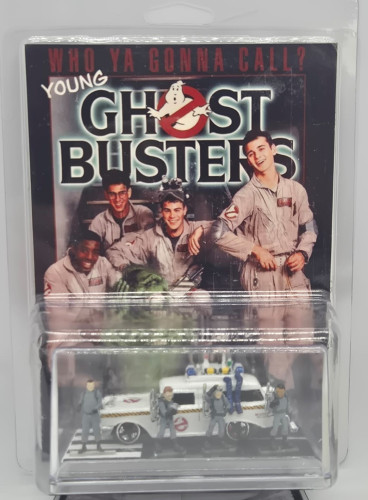 WHO YA GONNA CALL?
YOUNG
GHOST
BUSTERS